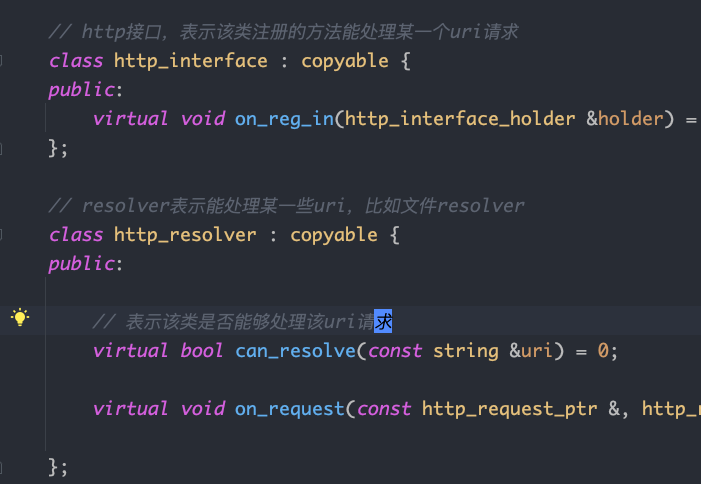 // http接口，表示该类注册的方法能处理某一个uri请求
class http_interface : copyable {
public:
virtual void on_reg_in(http_interface_holder &holder) =
};
// resolver表示能处理某一些uri，比如文件resolver
class http_resolver : copyable {
public:
// 表示该类是否能够处理该uri请求
virtual bool can_resolve(const string &uri) = 0;
virtual void on_request(const http_request_ptr &, http_
};